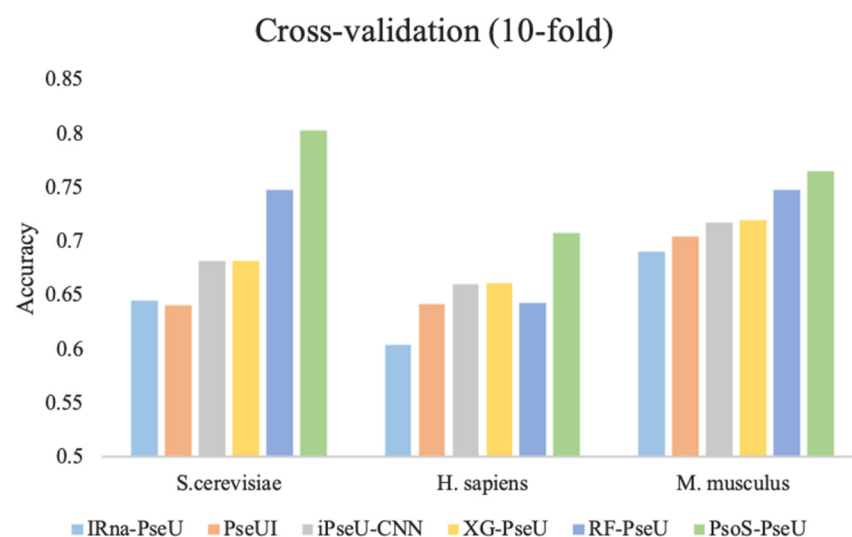 Cross-validation (10-fold)
0.85
0.8
0.75
0.7
0.65
0.6
0.55
0.5
Accuracy
S.cerevisiae H. sapiens M. musculus
IRna-PseU PseUI iPseU-CNN XG-PseU RF-PseU PsoS-PseU